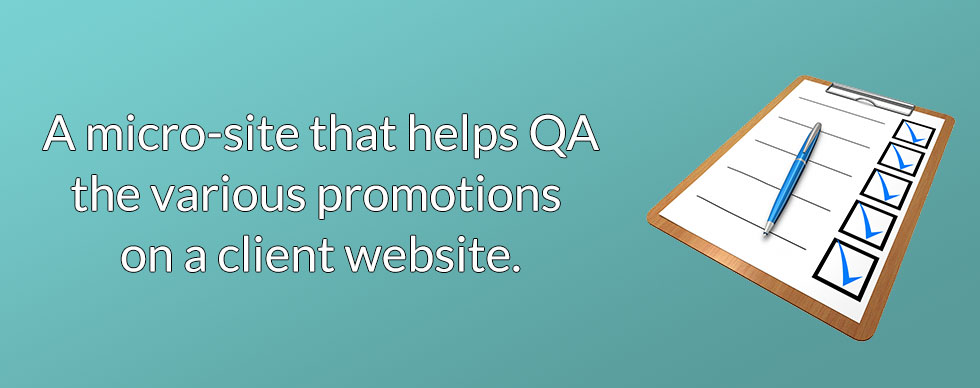 A micro-site that helps QA
the various promotions
on a client website.